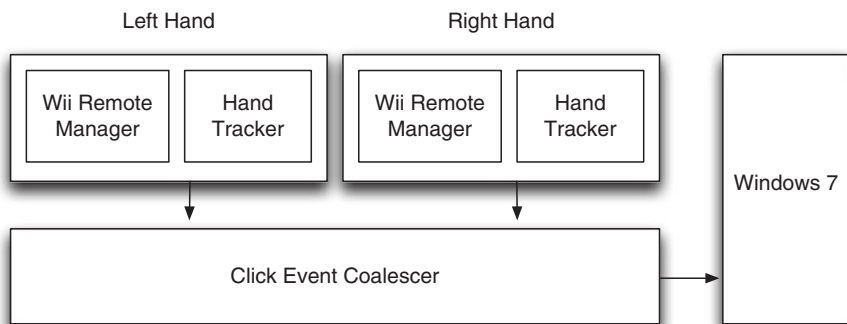 Left Hand
Right Hand
Wii Remote
Manager
Hand
Tracker
Wii Remote
Manager
Hand
Tracker
Windows 7
Click Event Coalescer